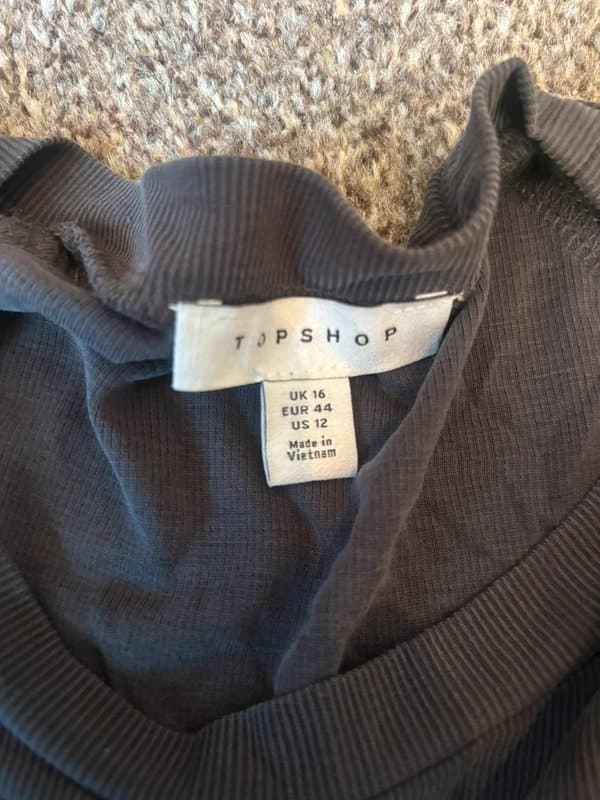 TOPSHOP
UK 16
EUR 44
US 12
Made in
Vietnam